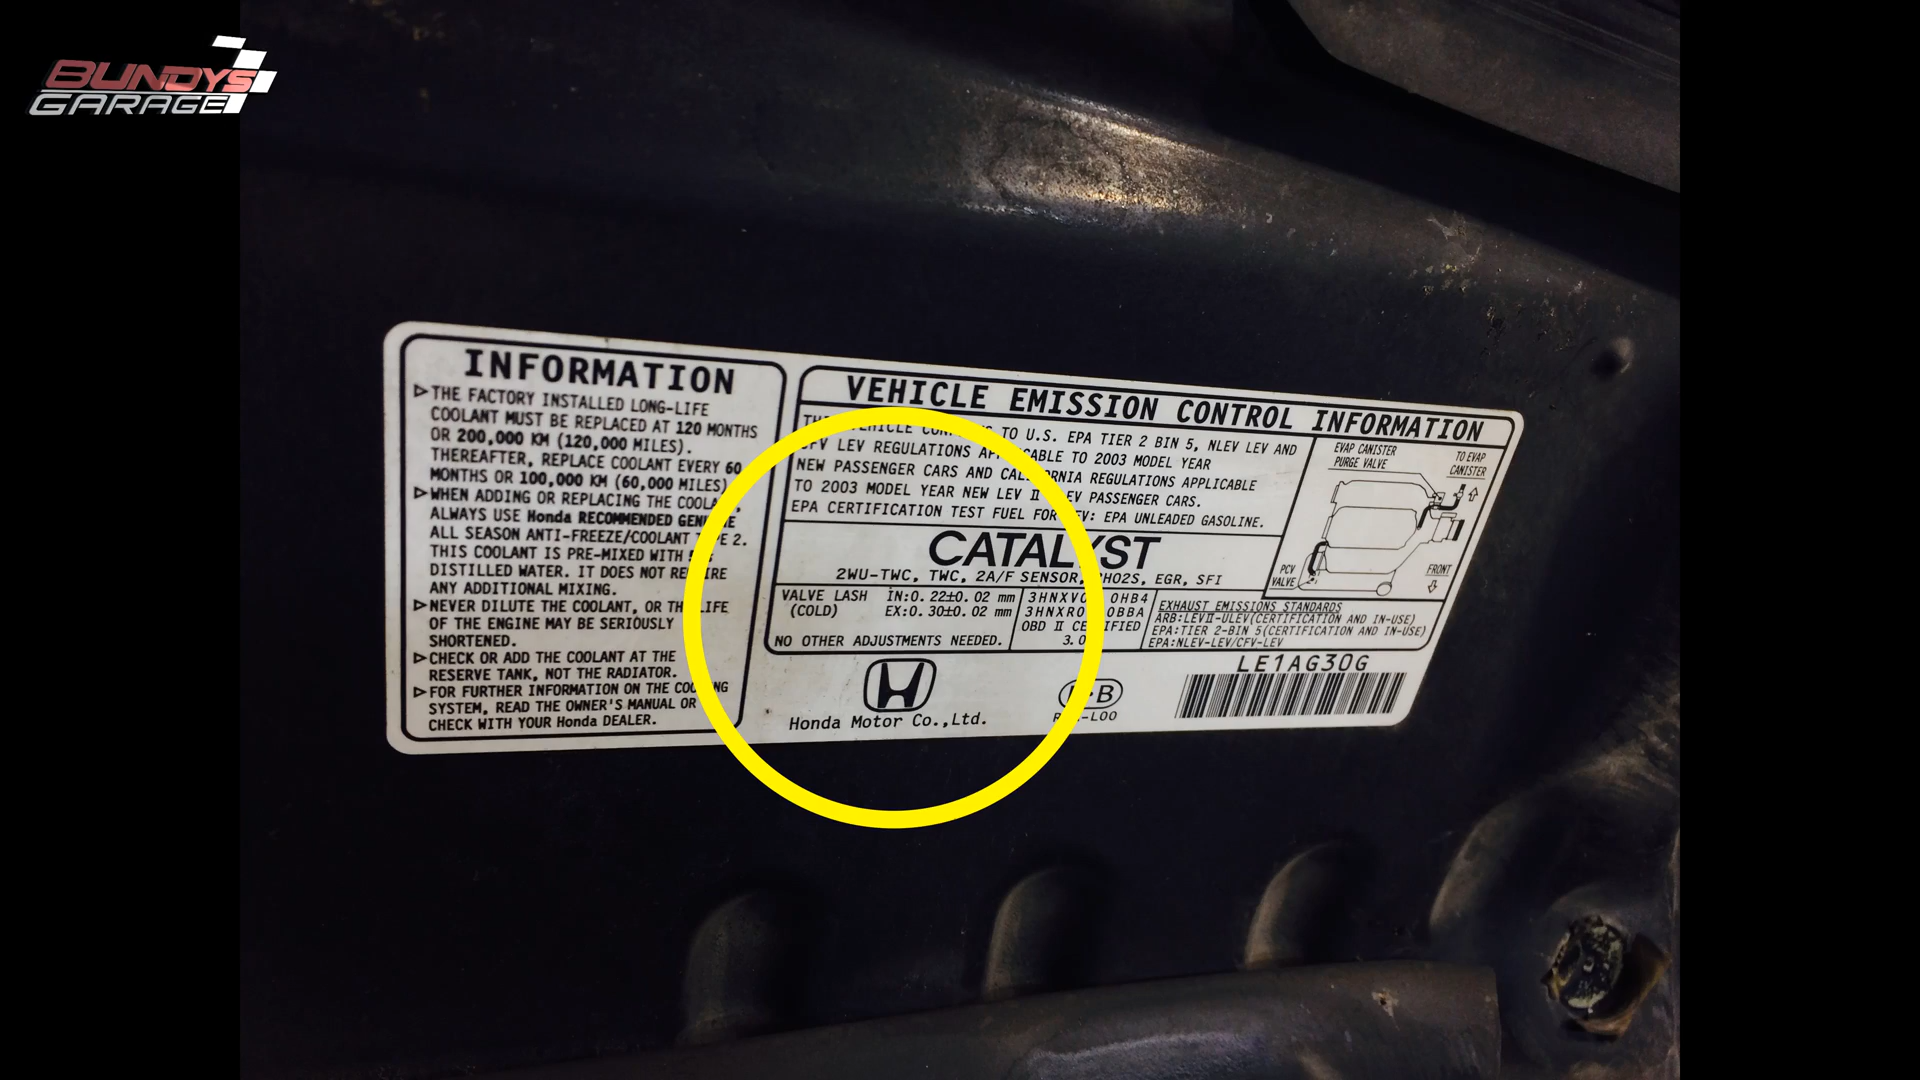 BUNDYS
GARAGE
INFORMATION
▷THE FACTORY INSTALLED LONG-LIFE
COOLANT MUST BE REPLACED AT 120 MONTHS
OR 200,000 KM (120,000 MILES).
THEREAFTER, REPLACE COOLANT EVERY 60
MONTHS OR 100,000 KM (60,000 MILES)
▷WHEN ADDING OR REPLACING THE
ALWAYS USE Honda RECOMMENDED
ALL SEASON ANTI-FREEZE/COOLANT 2.
THIS COOLANT IS PRE-MIXED WITH
DISTILLED WATER. IT DOES NOT
ANY ADDITIONAL MIXING.
▷NEVER DILUTE THE COOLANT, OR LIFE
OF THE ENGINE MAY BE SERIOUSLY
SHORTENED.
▷CHECK OR ADD THE COOLANT AT THE
RESERVE TANK, NOT THE RADIATOR.
▷FOR FURTHER INFORMATION ON THE
SYSTEM, READ THE OWNER'S MANUAL OR
CHECK WITH YOUR Honda DEALER.
VEHICLE EMISSION CONTROL INFORMATION
VEHICLE TO U.S. EPA TIER 2 BIN 5, NLEV LEV AND
CFV LEV REGULATIONS APPLICABLE TO 2003 MODEL YEAR
NEW PASSENGER CARS AND CALIFORNIA REGULATIONS APPLICABLE
TO 2003 MODEL YEAR NEW LEV II PASSENGER CARS.
EPA CERTIFICATION TEST FUEL FOR EPA UNLEADED GASOLINE.
EVAP CANISTER
PURGE VALVE
TO EVAP
CANISTER
PCV
VALVE
FRONT
CATALYST
2WU-TWC, TWC, 2A/F SENSOR, EGR, SFI
VALVE LASH IN:0.22±0.02 mm
(COLD) EX:0.30±0.02 mm
NO OTHER ADJUSTMENTS NEEDED.
OBD II CERTIFIED
3.0
EXHAUST EMISSIONS STANDARDS
ARB:LEVII-ULEV(CERTIFICATION AND IN-USE)
EPA:TIER 2-BIN 5(CERTIFICATION AND IN-USE)
EPA:NLEV-LEV/CFV-LEV
LE1AG30G
Honda Motor Co.,Ltd.